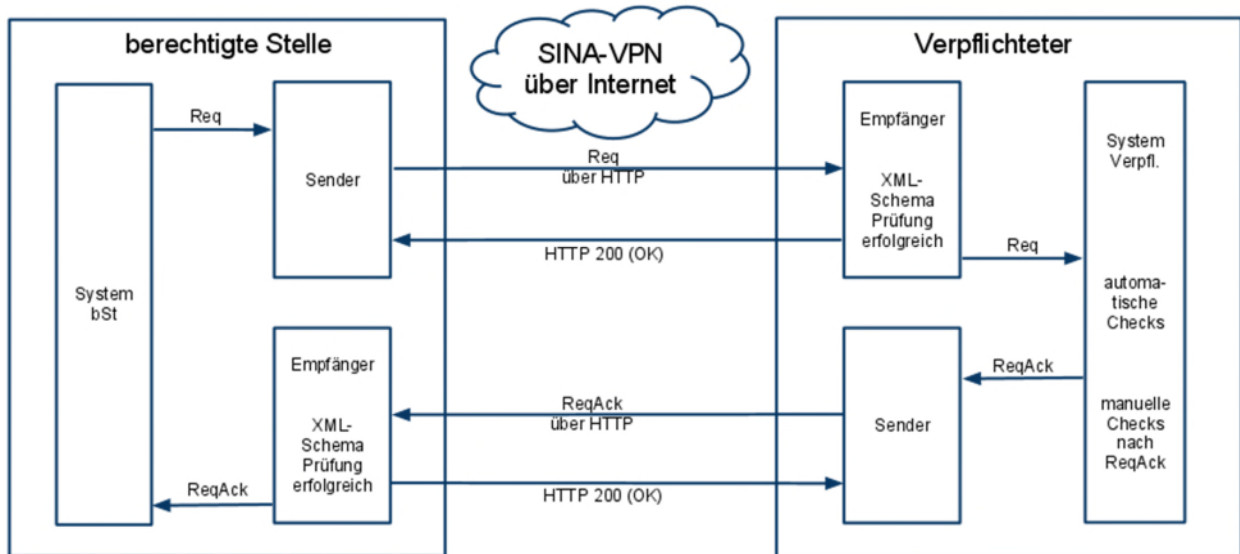 berechtigte Stelle
SINA-VPN
über Internet
Verpflichteter
Req
Sender
Req
über HTTP
HTTP 200 (OK)
Empfänger
XML-
Schema
Prüfung
erfolgreich
Req
System
Verpfl.
automa-
tische
Checks
manuelle
Checks
nach
ReqAck
System
bSt
Empfänger
XML-
Schema
Prüfung
erfolgreich
ReqAck
ReqAck
über HTTP
HTTP 200 (OK)
Sender
ReqAck